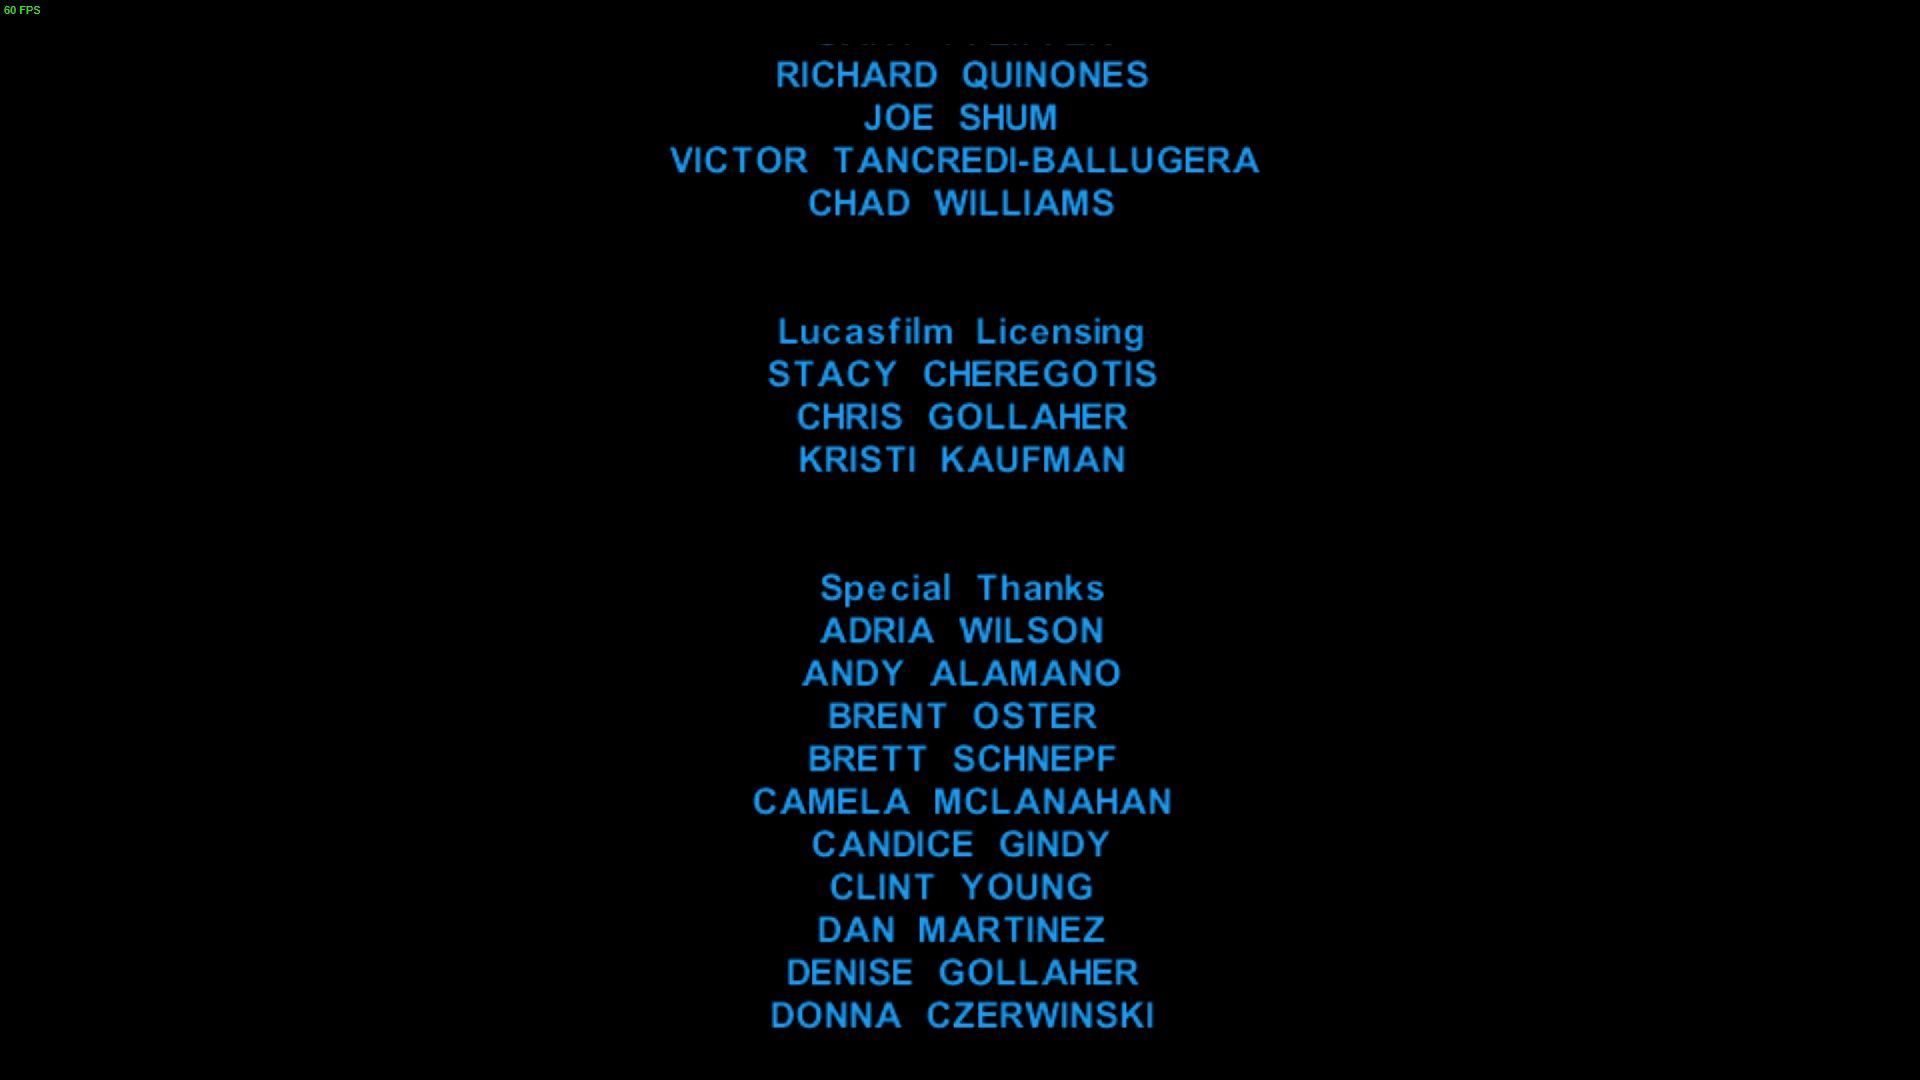 60 FPS
RICHARD QUINONES
JOE SHUM
VICTOR TANCREDI-BALLUGERA
CHAD WILLIAMS
Lucasfilm Licensing
STACY CHEREGOTIS
CHRIS GOLLAHER
KRISTI KAUFMAN
Special Thanks
ADRIA WILSON
ANDY ALAMANO
BRENT OSTER
BRETT SCHNEPF
CAMELA MCLANAHAN
CANDICE GINDY
CLINT YOUNG
DAN MARTINEZ
DENISE GOLLAHER
DONNA CZERWINSKI